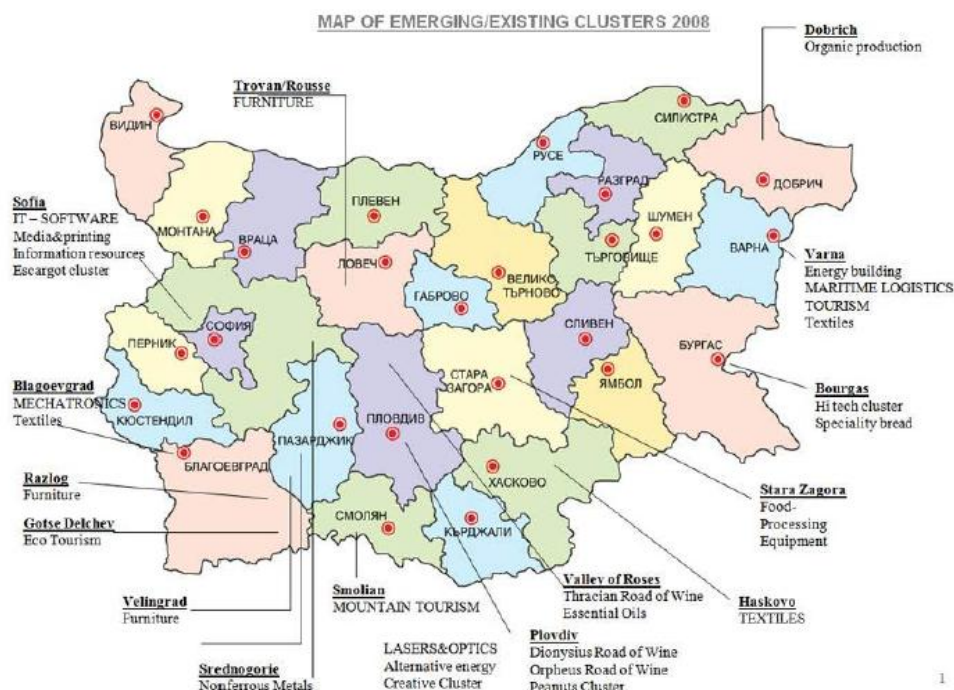 MAP OF EMERGING/EXISTING CLUSTERS 2008
Dobrich
Organic production
Trovan/Rousse
FURNITURE
ВИДИН
СИЛИСТРА
РУСЕ
РАЗГРАД
ДОБРИЧ
Sofia
IT – SOFTWARE
Media&printing
Information resources
Escargot cluster
МОНТАНА
ВРАЦА
ПЛЕВЕН
ШУМЕН
ЛОВЕЧ
ТЪРГОВИЩЕ
ВАРНА
ВЕЛИКО
ТЪРНОВО
ГАБРОВО
Varna
Energy building
MARITIME LOGISTICS
TOURISM
Textiles
СОФИЯ
ПЕРНИК
СЛИВЕН
БУРГАС
СТАРА
ЗАГОРА
ЯМБОЛ
Blagoevgrad
MECHATRONICS
Textiles
КЮСТЕНДИЛ
Bourgas
Hi tech cluster
Speciality bread
ПАЗАРДЖИК
ПЛОВДИВ
БЛАГОЕВГРАД
ХАСКОВО
Razlog
Furniture
Gotse Delchev
Eco Tourism
СМОЛЯН
КЪРДЖАЛИ
Stara Zagora
Food-
Processing
Equipment
Velingrad
Furniture
Smolian
MOUNTAIN TOURISM
Valley of Roses
Thracian Road of Wine
Essential Oils
Haskovo
TEXTILES
Srednogorie
Nonferrous Metals
LASERS&OPTICS
Alternative energy
Creative Cluster
Plovdiv
Dionysius Road of Wine
Orpheus Road of Wine
Peanuts Cluster
1